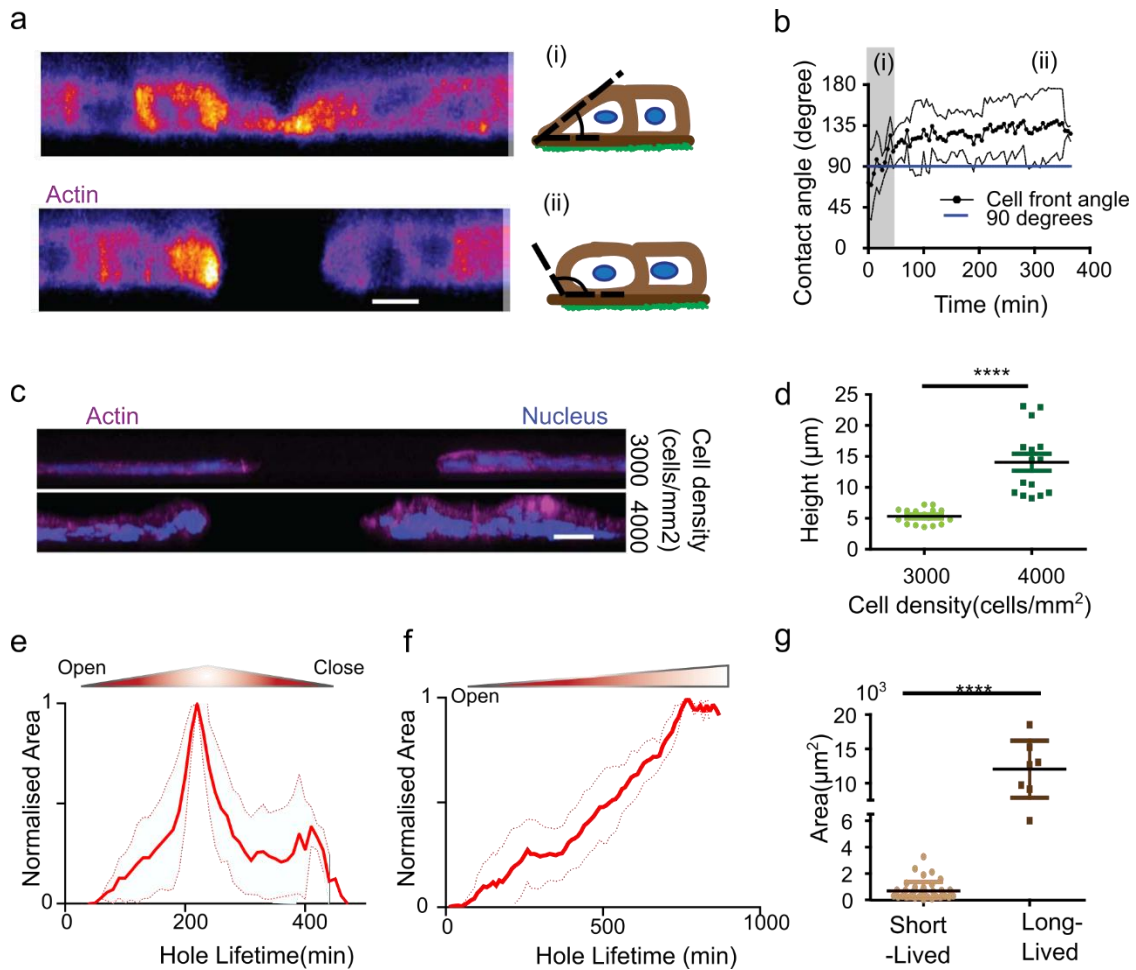 a
(i)
Actin
(ii)
b
(i)
(ii)
180
135
90
45
0
Contact angle (degree)
Cell front angle
90 degrees
0
100
200
300
400
Time (min)
c
Actin
Nucleus
3000
4000
Cell density
(cells/mm2)
d
****
25
20
15
10
5
0
Height (µm)
3000
4000
Cell density(cells/mm²)
e
Open
Close
1
0
Normalised Area
0
200
400
Hole Lifetime(min)
f
Open
1
0
Normalised Area
0
500
1000
Hole Lifetime (min)
g
10³
****
20
15
10
6
4
2
0
Area(µm²)
Short
-Lived
Long-
Lived